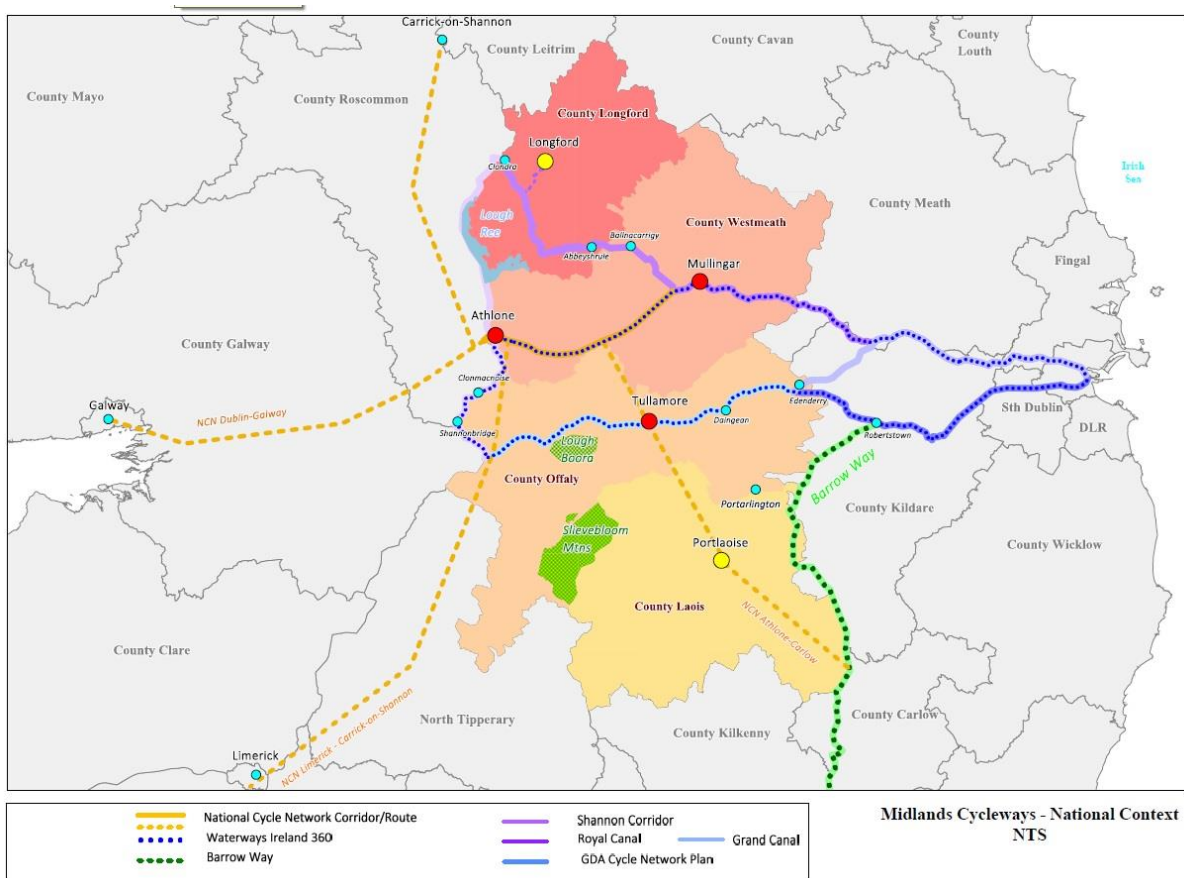 Carrick-on-Shannon
County Leitrim
County Cavan
County
Louth
County Mayo
County Roscommon
County Longford
Longford
Clondra
Irish
Sea
County Meath
Lough
Ree
County Westmeath
Ballnacarrigy
Abbeyshrule
Mullingar
Fingal
Athlone
County Galway
Clonmacnoise
Galway
NCN Dublin-Galway
Shannonbridge
Tullamore
Daingean
Edenderry
Robertstown
Sth Dublin
DLR
Lough
Boora
County Offaly
Barrow Way
Portarlington
County Kildare
Slievebloom
Mtns
Portlaoise
County Wicklow
County Laois
NCN Athlone-Carlow
County Clare
North Tipperary
County Kilkenny
County Carlow
Limerick
NCN Limerick - Carrick-on-Shannon
National Cycle Network Corridor/Route
Waterways Ireland 360
Barrow Way
Shannon Corridor
Royal Canal
Grand Canal
GDA Cycle Network Plan
Midlands Cycleways - National Context
NTS